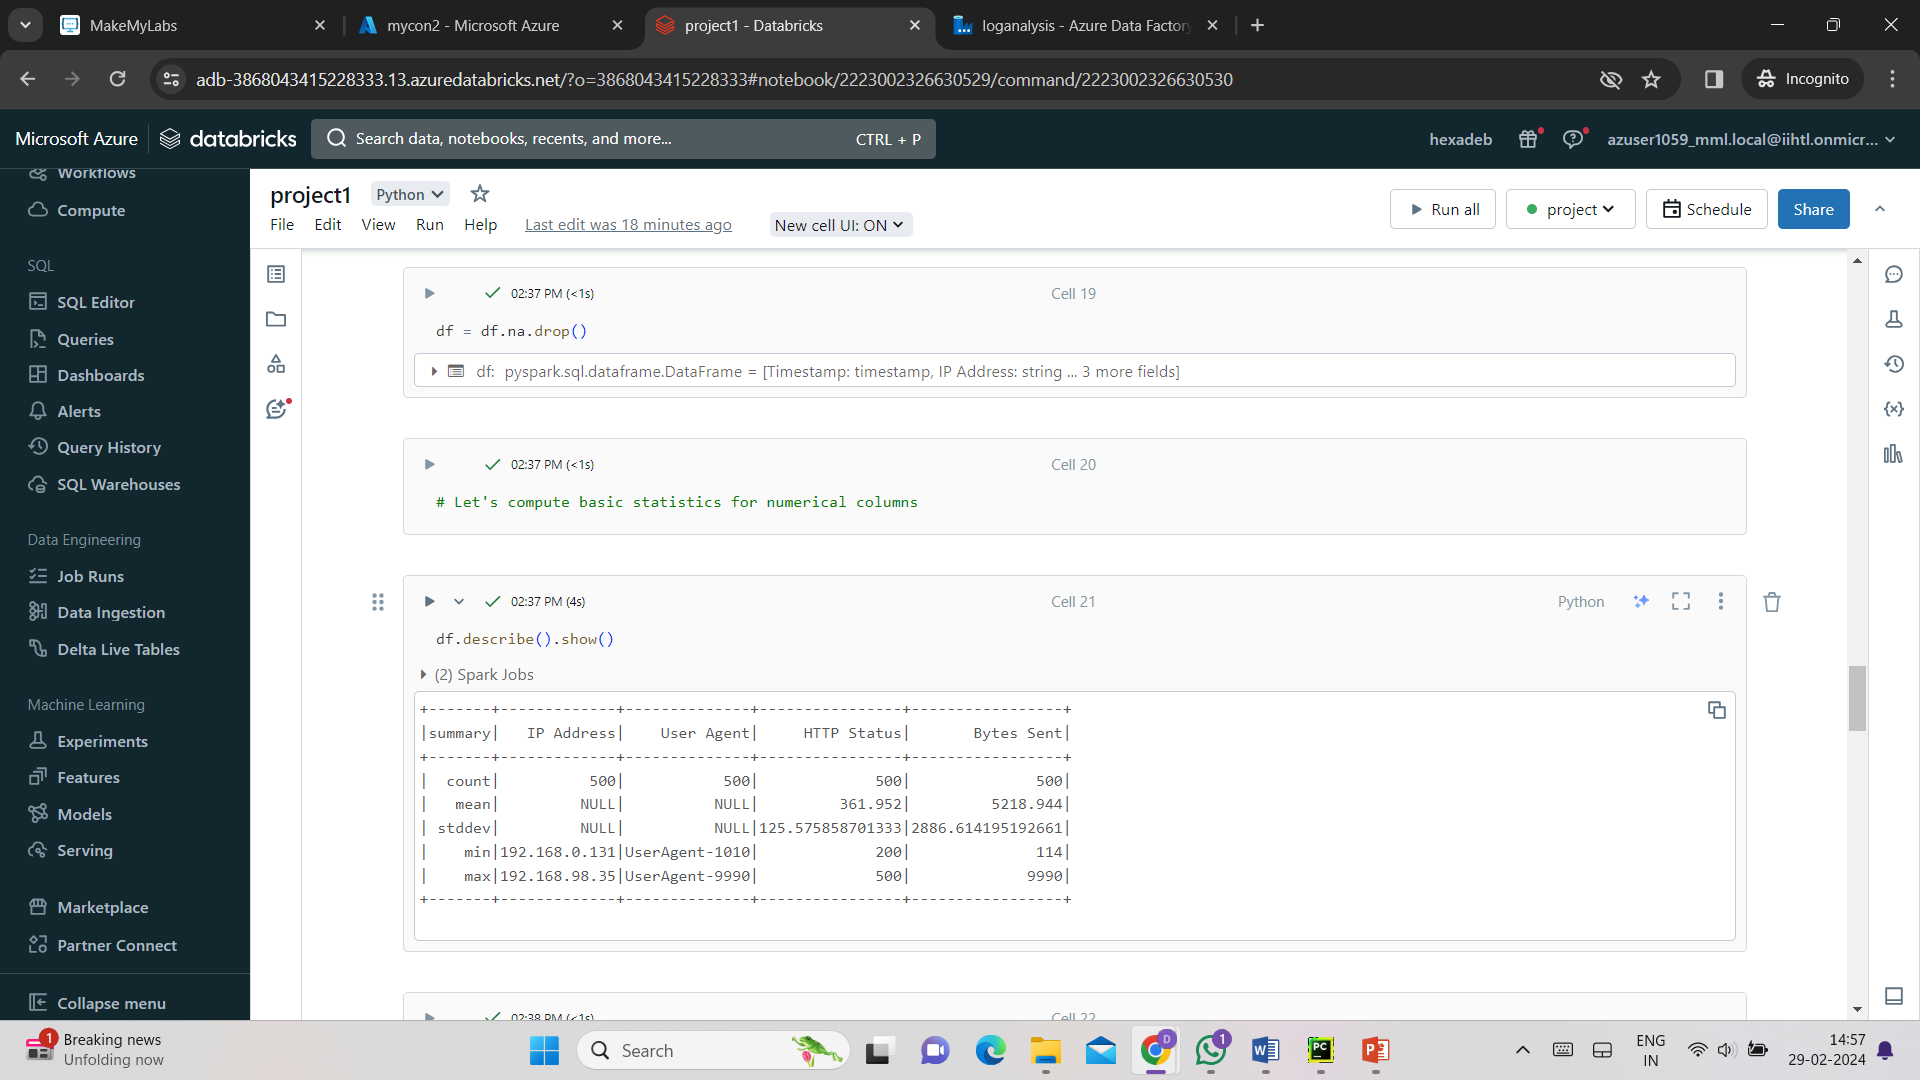 MakeMyLabs
mycon2 - Microsoft Azure
project1 - Databricks
loganalysis - Azure Data Factory
adb-3868043415228333.13.azuredatabricks.net/?o=3868043415228333#notebook/2223002326630529/command/2223002326630530
Incognito
Microsoft Azure
databricks
Search data, notebooks, recents, and more...
CTRL + P
hexadeb
azuser1059_mml.local@iihtl.onmicr...
Workflows
Compute
SQL
SQL Editor
Queries
Dashboards
Alerts
Query History
SQL Warehouses
Data Engineering
Job Runs
Data Ingestion
Delta Live Tables
Machine Learning
Experiments
Features
Models
Serving
Marketplace
Partner Connect
Collapse menu
project1
Python
File Edit View Run Help
Last edit was 18 minutes ago
New cell UI: ON
Run all
project
Schedule
Share
02:37 PM (<1s)
Cell 19
df = df.na.drop()
df: pyspark.sql.dataframe.DataFrame = [Timestamp: timestamp, IP Address: string ... 3 more fields]
02:37 PM (<1s)
Cell 20
# Let's compute basic statistics for numerical columns
02:37 PM (4s)
Cell 21
Python
df.describe().show()
(2) Spark Jobs
+-------+-------------+--------------+----------------+-----------------+
|summary|   IP Address|    User Agent|     HTTP Status|       Bytes Sent|
+-------+-------------+--------------+----------------+-----------------+
|  count|          500|           500|             500|              500|
|   mean|         NULL|          NULL|         361.952|         5218.944|
| stddev|         NULL|          NULL|125.575858701333|2886.614195192661|
|    min|192.168.0.131|UserAgent-1010|             200|              114|
|    max|192.168.98.35|UserAgent-9990|             500|             9990|
+-------+-------------+--------------+----------------+-----------------+
02:38 PM (<1s)
Cell 22
1
Breaking news
Unfolding now
Search
D
1
PC
ENG
IN
14:57
29-02-2024